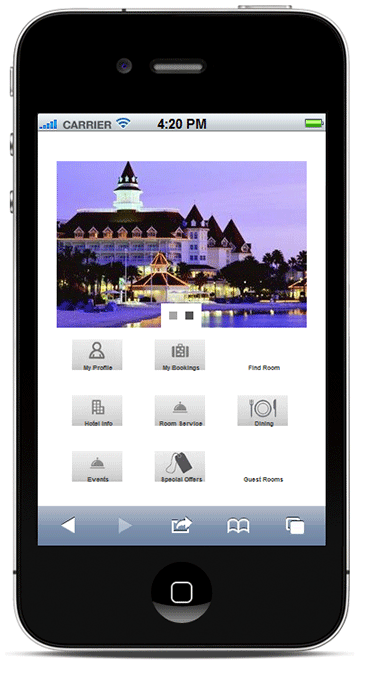 CARRIER 4:20 PM
My Profile My Bookings Find Room
Hotel Info Room Service Dining
Events Special Offers Guest Rooms